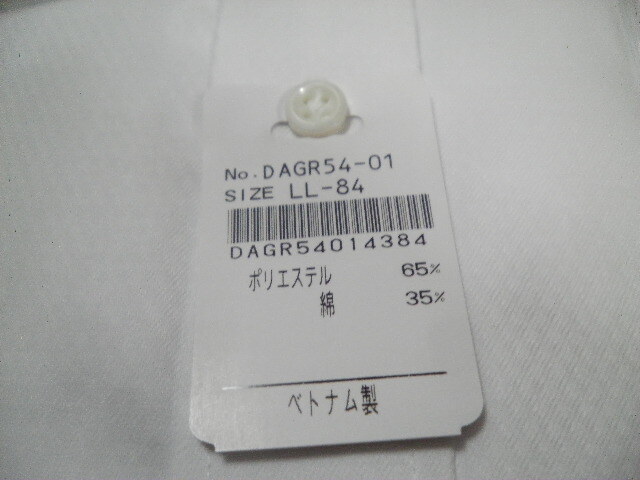 No.DAGR54-01
SIZE LL-84
DAGR54014384
ポリエステル 65%
綿 35%
ベトナム製